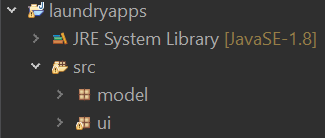 laundryapps
JRE System Library [JavaSE-1.8]
src
model
ui